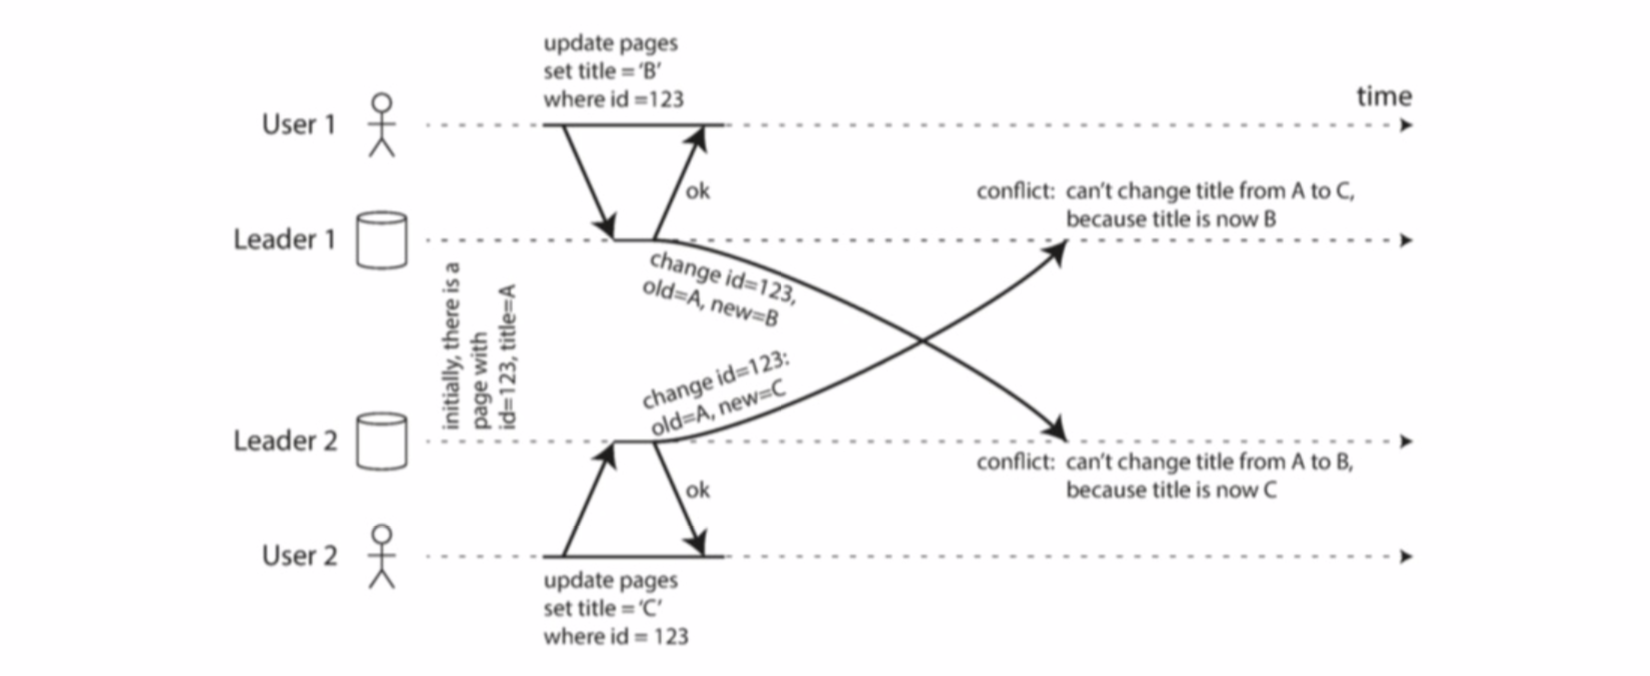 update pages
set title = ‘B’
where id =123
time
User 1
ok
conflict: can't change title from A to C,
because title is now B
Leader 1
change id=123,
old=A, new=B
initially, there is a
page with
id=123, title=A
change id=123:
old=A, new=C
Leader 2
conflict: can't change title from A to B,
because title is now C
ok
User 2
update pages
set title = ‘C’
where id = 123